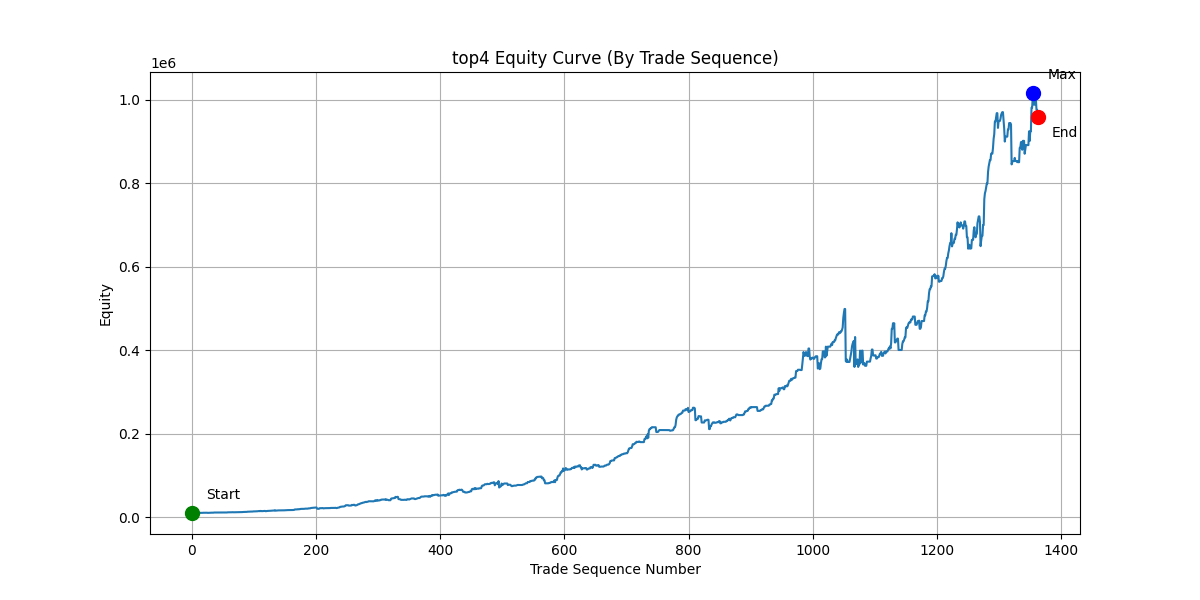 top4 Equity Curve (By Trade Sequence)
1e6
Max
1.0
End
0.8
0.6
Equity
0.4
0.2
Start
0.0
0 200 400 600 800 1000 1200 1400
Trade Sequence Number